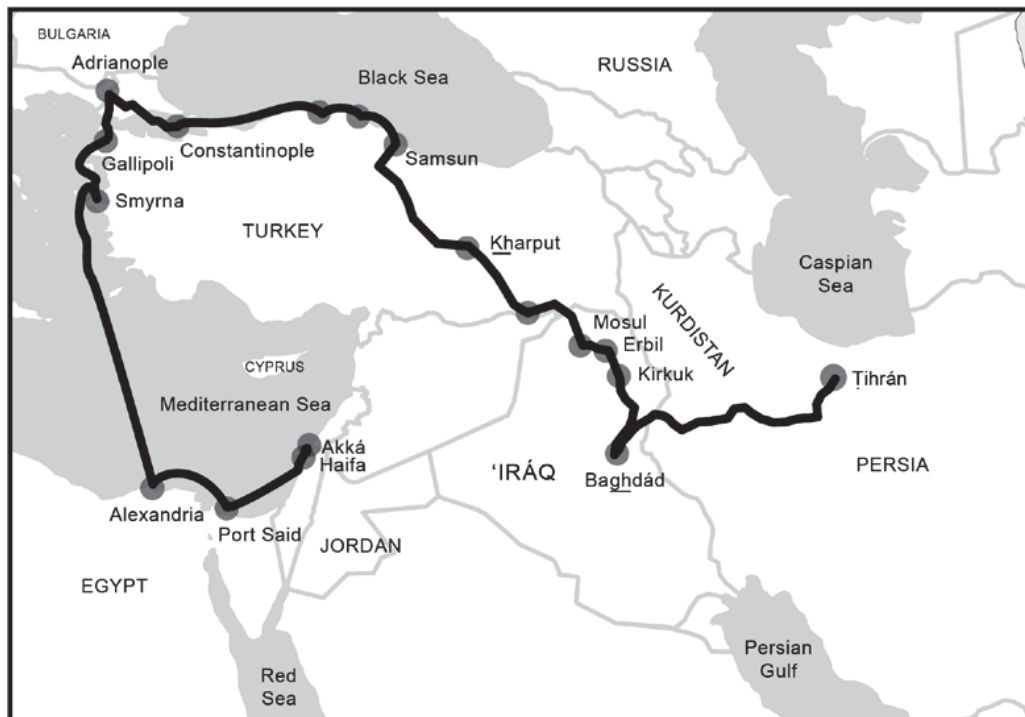 BULGARIA
Adrianople
Black Sea
RUSSIA
Gallipoli
Constantinople
Samsun
Smyrna
TURKEY
Kharput
Caspian
Sea
KURDISTAN
Mosul
Erbil
Kirkuk
Ṭihrán
CYPRUS
Mediterranean Sea
Akká
Haifa
‘IRÁQ
Baghdád
PERSIA
Alexandria
Port Said
JORDAN
EGYPT
Red
Sea
Persian
Gulf